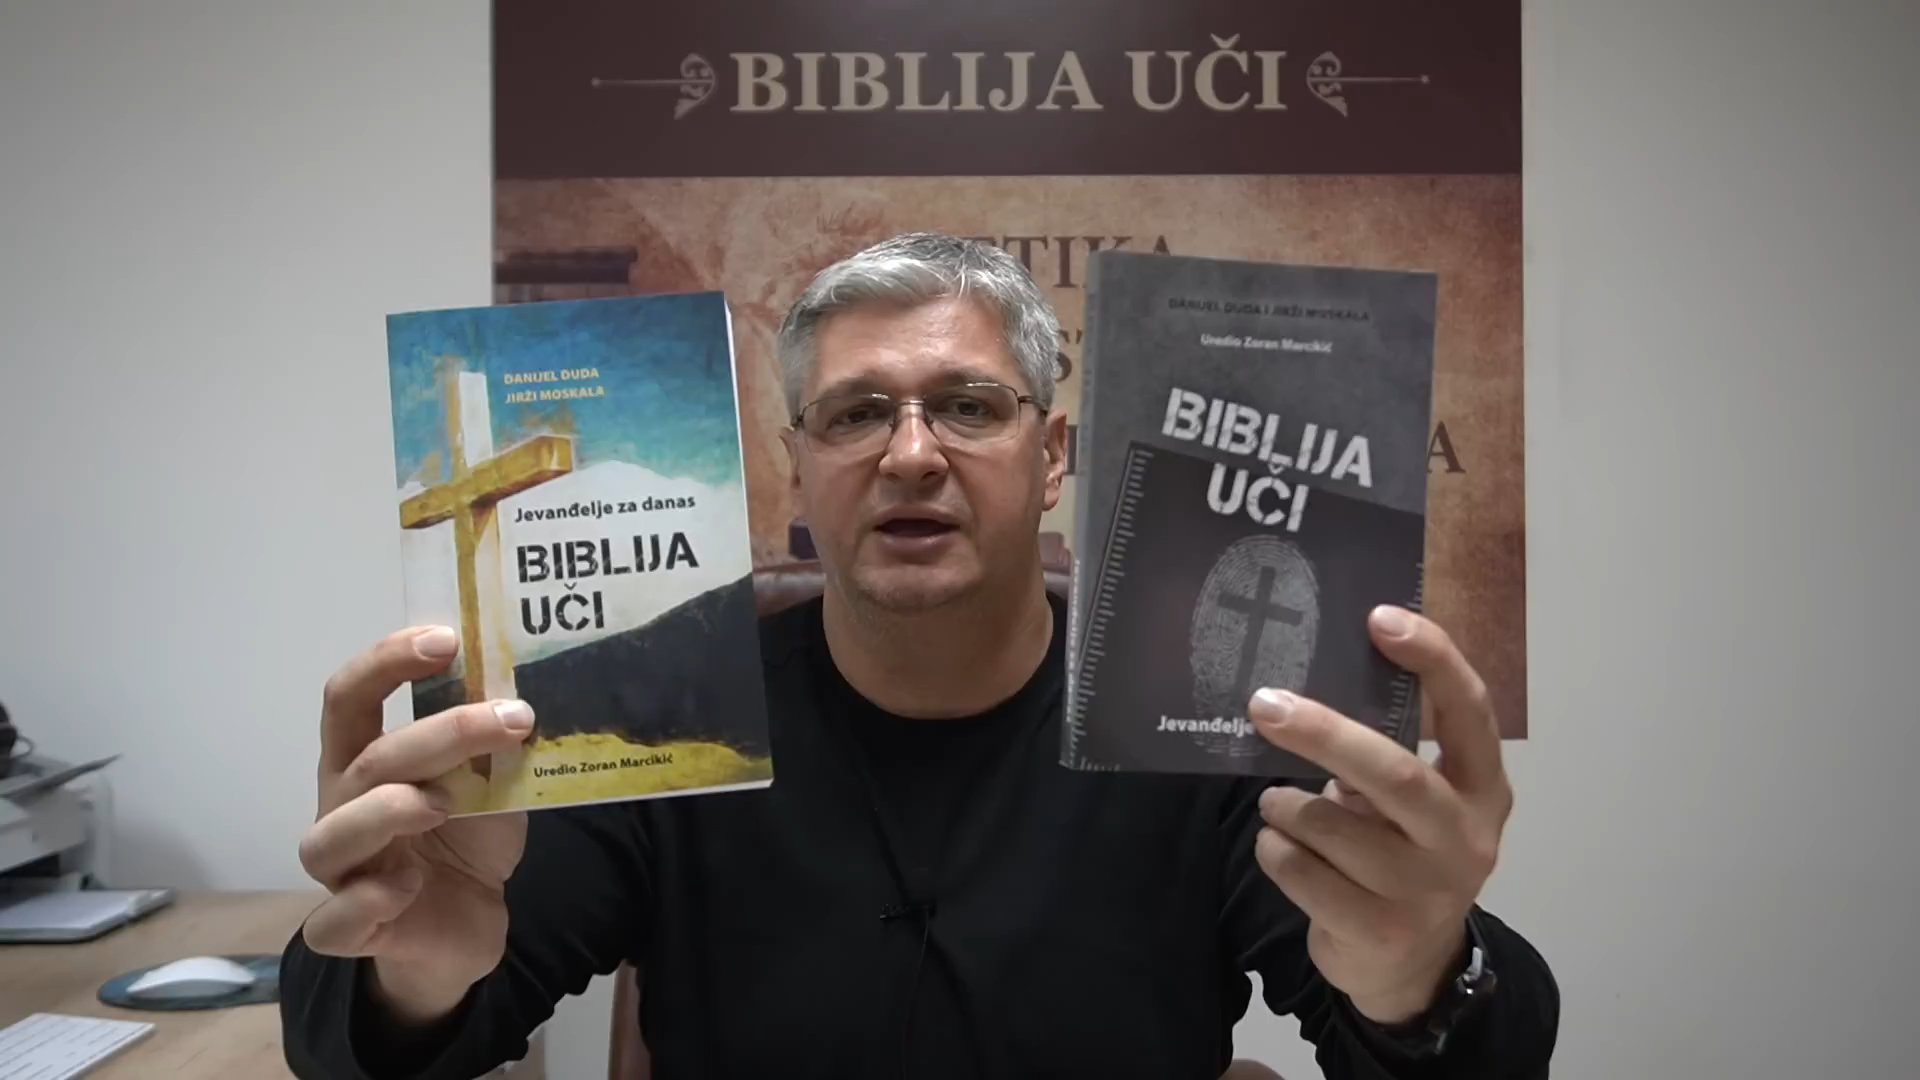 BIBLIJA UČI
ETIKA
DANIJEL DUDA
JIRŽI MOSKALA
Jevanđelje za danas
BIBLIJA
UČI
Uredio Zoran Marcikić
DANIJEL DUDA I JIRŽI MOSKALA
Uredio Zoran Marcikić
BIBLIJA
UČI
Jevanđelje